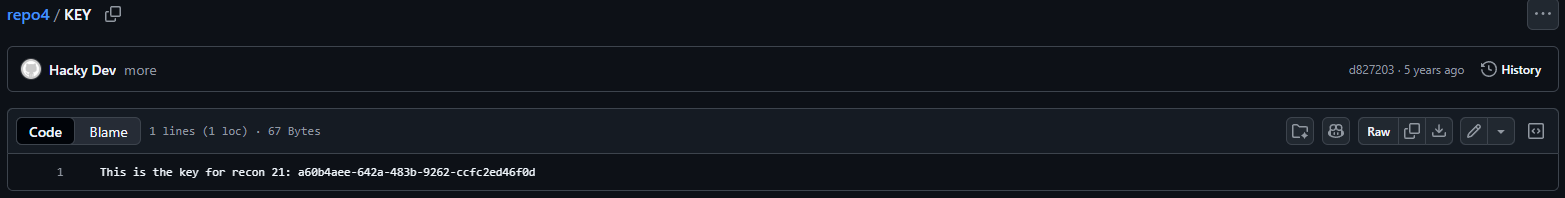 repo4 / KEY
Hacky Dev more d827203 · 5 years ago History
Code Blame 1 lines (1 loc) · 67 Bytes Raw
1 This is the key for recon 21: a60b4aee-642a-483b-9262-ccfc2ed46f0d